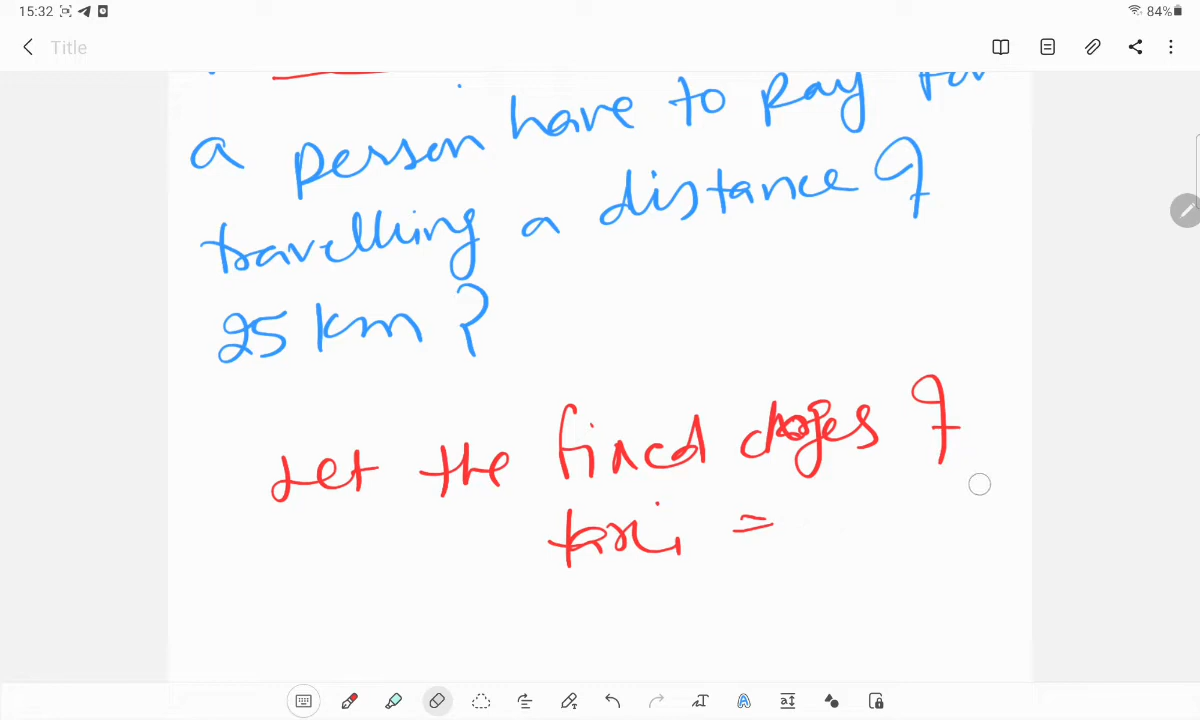 15:32
84%
Title
a person have to pay for
travelling a distance of
25 km ?
Let the fixed charges of
taxi =